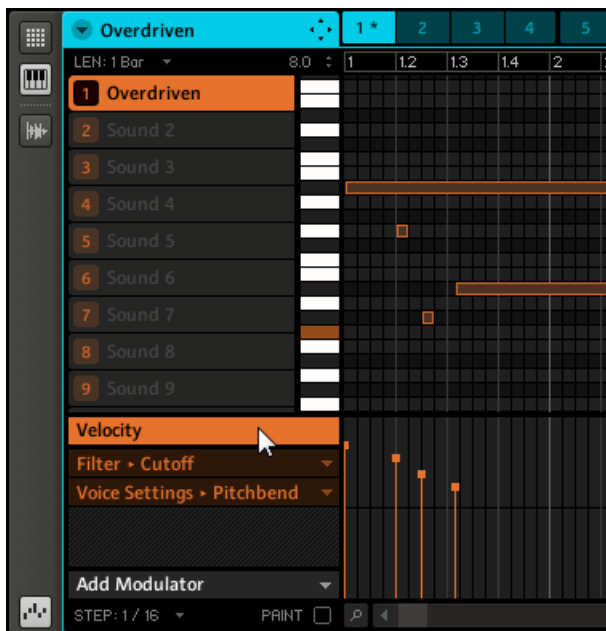 Overdriven 1 * 2 3 4 5
LEN: 1 Bar 8.0 1 1.2 1.3 1.4 2
1 Overdriven
2 Sound 2
3 Sound 3
4 Sound 4
5 Sound 5
6 Sound 6
7 Sound 7
8 Sound 8
9 Sound 9
Velocity
Filter ▸ Cutoff
Voice Settings ▸ Pitchbend
Add Modulator
STEP: 1 / 16 PAINT